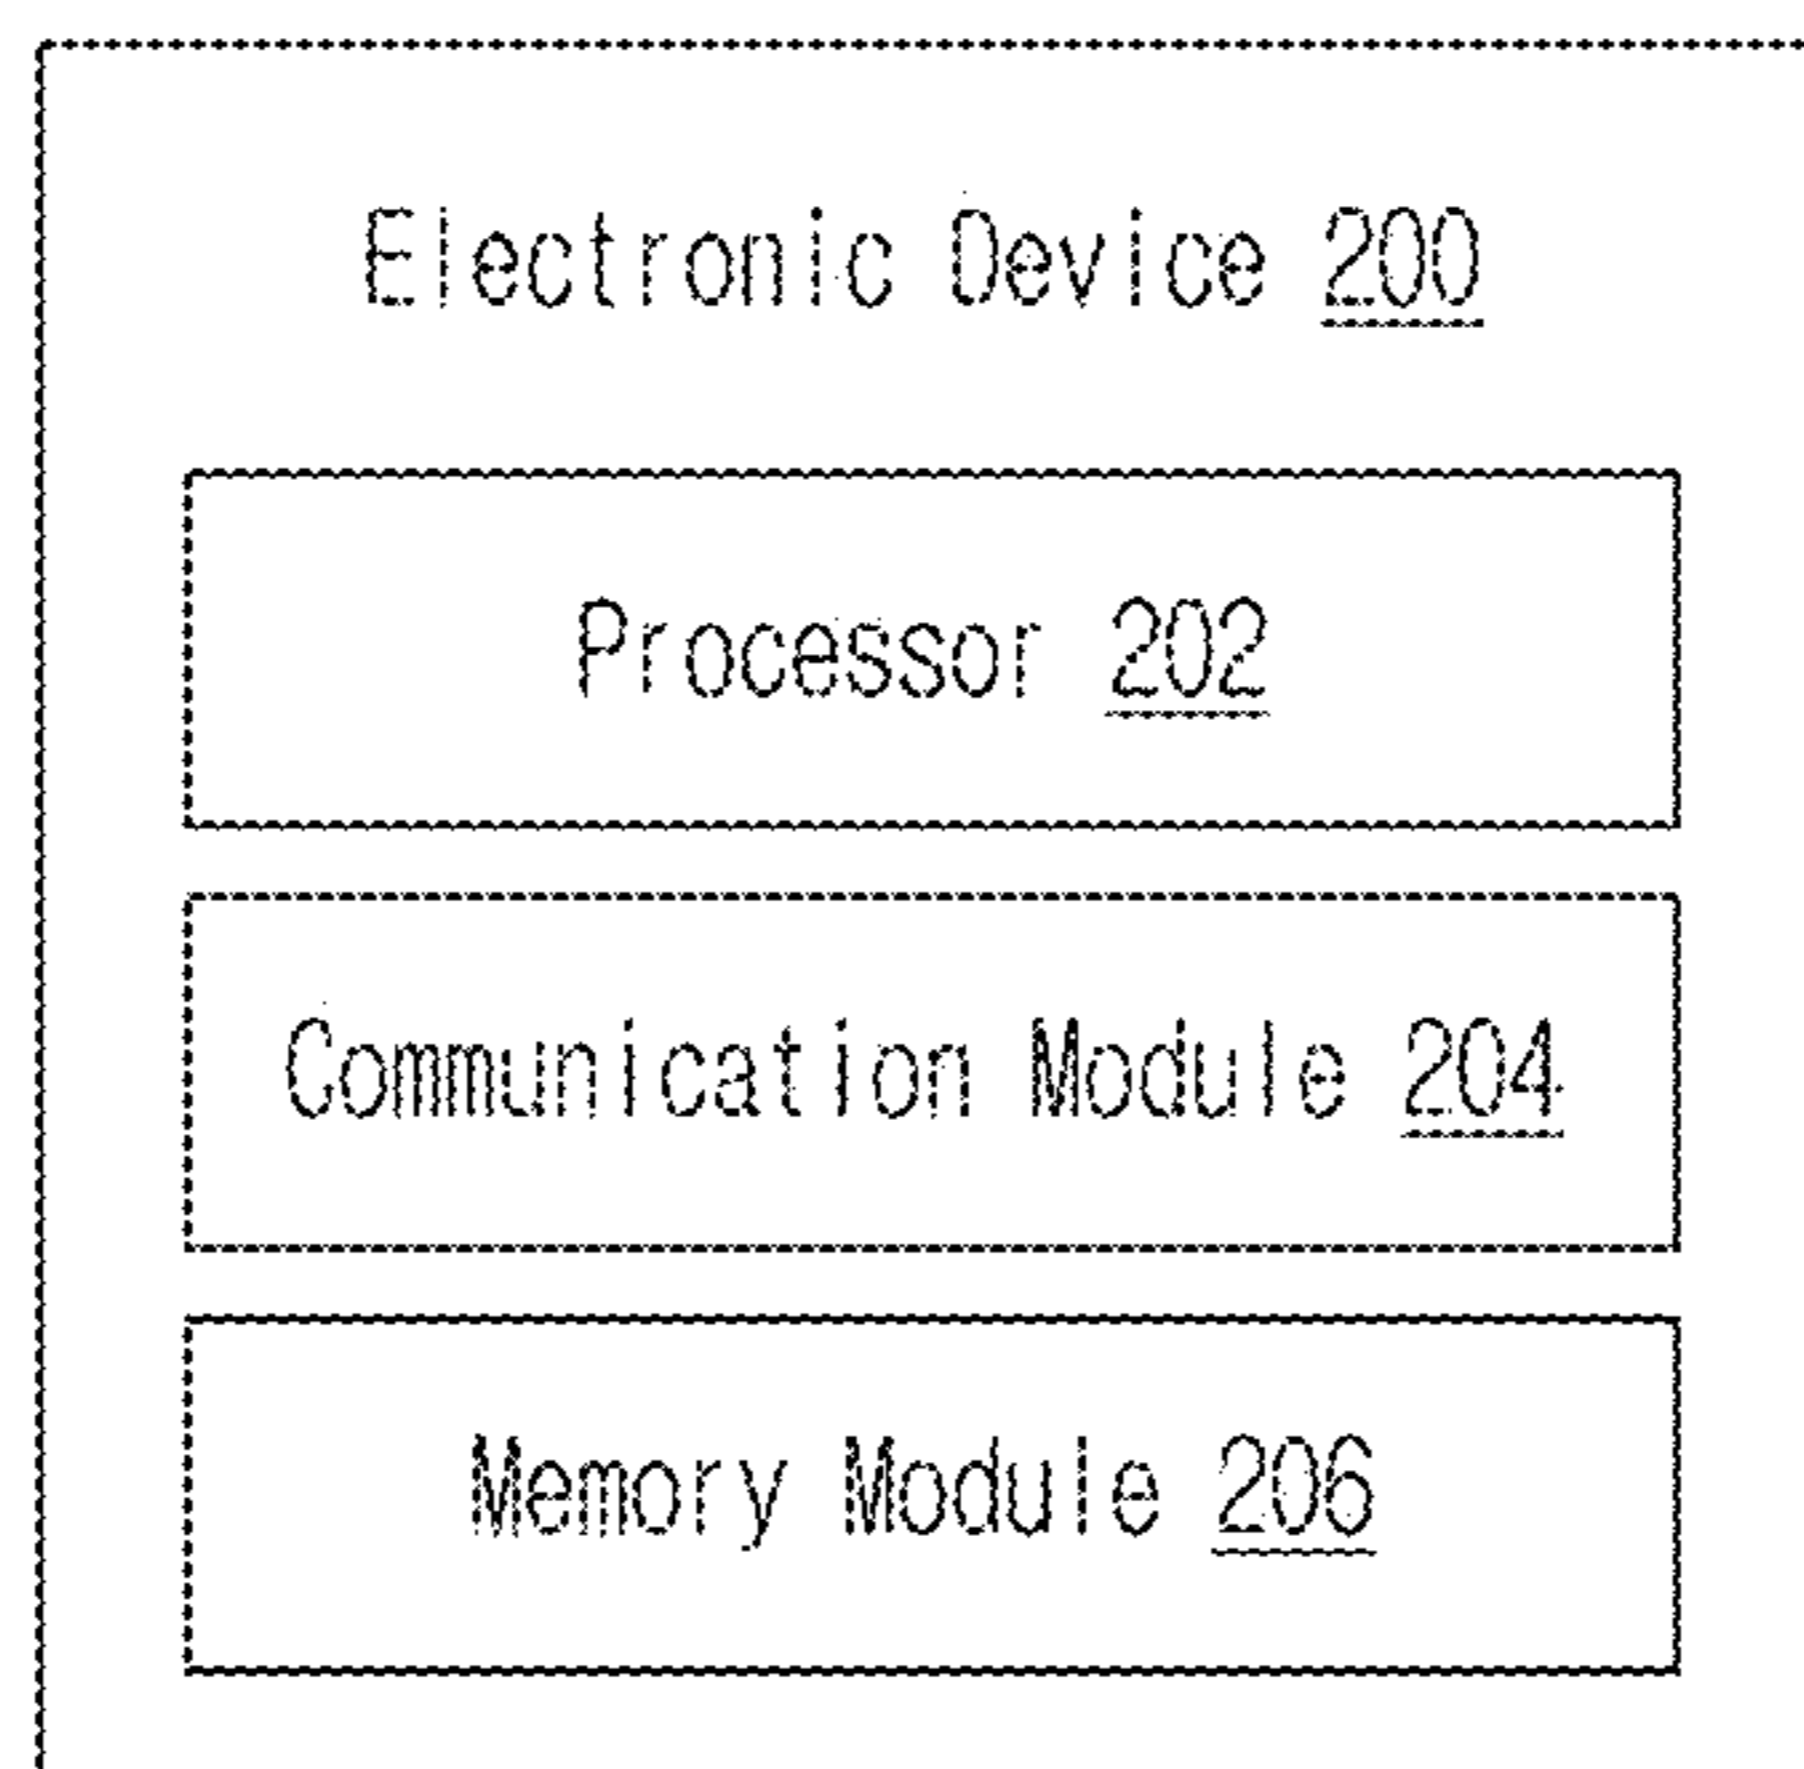 Electronic Device 200
Processor 202
Communication Module 204
Memory Module 206